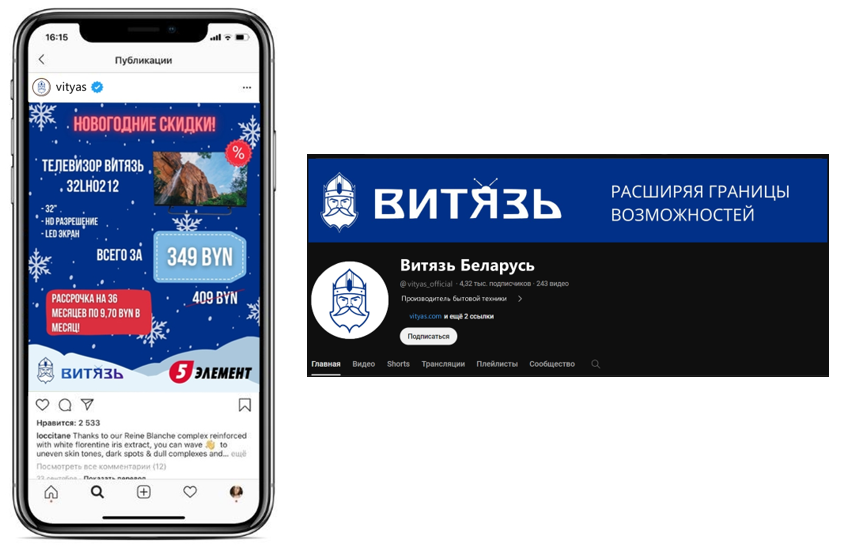 16:15
Публикации
vityas
НОВОГОДНИЕ СКИДКИ!
%
ТЕЛЕВИЗОР ВИТЯЗЬ
32LH0212
- 32"
- HD РАЗРЕШЕНИЕ
- LED ЭКРАН
ВСЕГО ЗА
349 BYN
409 BYN
РАССРОЧКА НА 36
МЕСЯЦЕВ ПО 9,70 BYN В
МЕСЯЦ!
ВИТЯЗЬ
5 ЭЛЕМЕНТ
Нравится: 2 533
loccitane Thanks to our Reine Blanche complex reinforced
with white florentine iris extract, you can wave 👋 to
uneven skin tones, dark spots & dull complexes and... ещё
Посмотреть все комментарии (12)
22 сентября · Показать перевод
ВИТЯЗЬ
РАСШИРЯЯ ГРАНИЦЫ
ВОЗМОЖНОСТЕЙ
Витязь Беларусь
@vityas_official · 4,32 тыс. подписчиков · 243 видео
Производитель бытовой техники
vityas.com и ещё 2 ссылки
Подписаться
Главная Видео Shorts Трансляции Плейлисты Сообщество